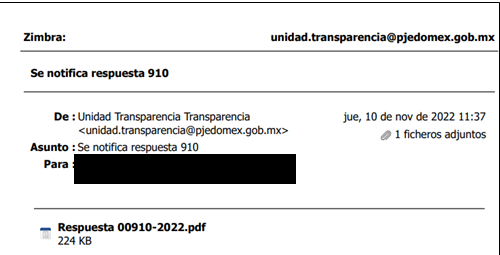 Zimbra: unidad.transparencia@pjedomex.gob.mx
Se notifica respuesta 910
De : Unidad Transparencia Transparencia jue, 10 de nov de 2022 11:37
<unidad.transparencia@pjedomex.gob.mx> 1 ficheros adjuntos
Asunto : Se notifica respuesta 910
Para :
Respuesta 00910-2022.pdf
224 KB